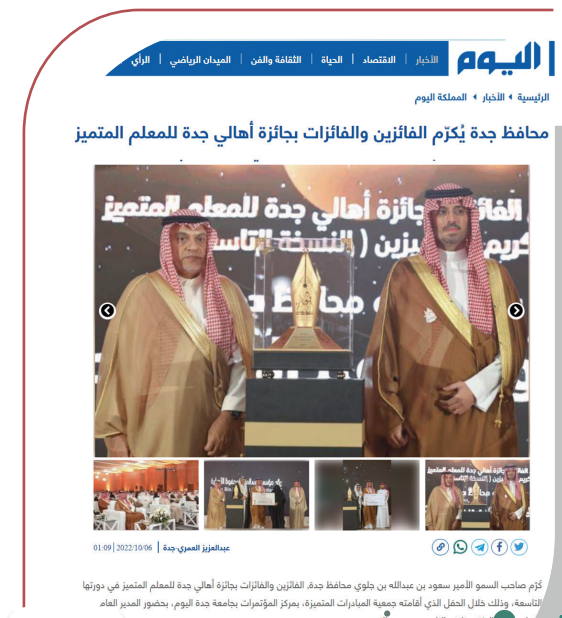 اليوم
الأخبار | الاقتصاد | الحياة | الثقافة والفن | الميدان الرياضي | الرأي
الرئيسية الأخبار المملكة اليوم
محافظ جدة يُكرّم الفائزين والفائزات بجائزة أهالي جدة للمعلم المتميز
جائزة أهالي جدة للمعلم المتميز
عبدالعزيز العمري-جدة | 2022/10/06 | 01:09
كرّم صاحب السمو الأمير سعود بن عبدالله بن جلوي محافظ جدة، الفائزين والفائزات بجائزة أهالي جدة للمعلم المتميز في دورتها
التاسعة، وذلك خلال الحفل الذي أقامته جمعية المبادرات المتميزة، بمركز المؤتمرات بجامعة جدة اليوم، بحضور المدير العام